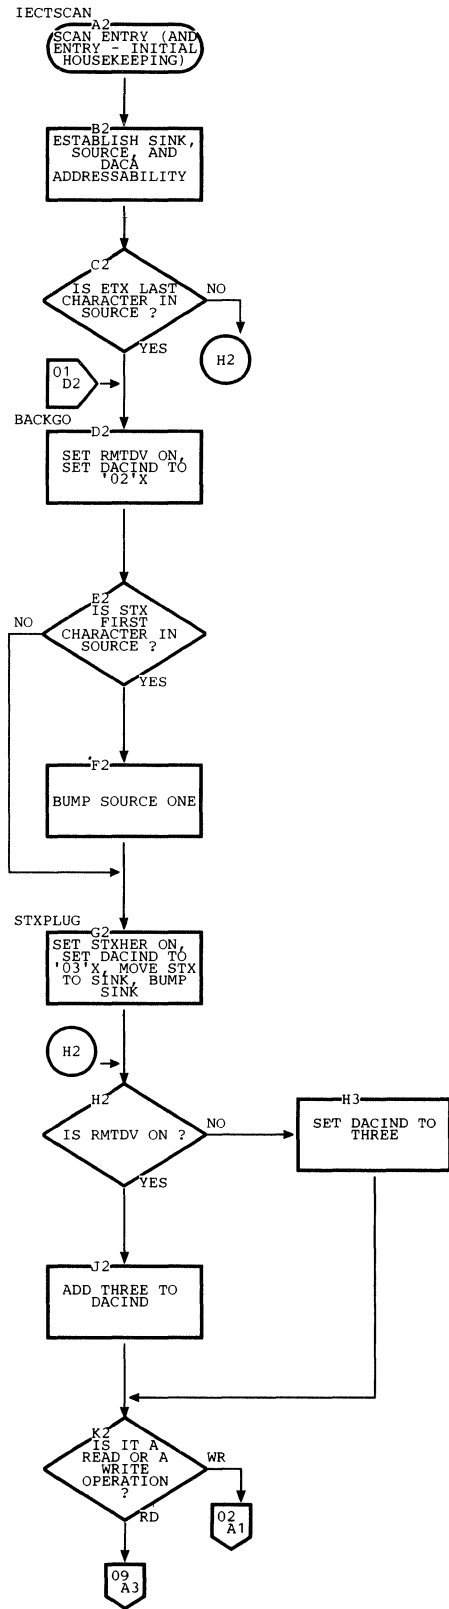 IECTSCAN
A2
SCAN ENTRY (AND
ENTRY - INITIAL
HOUSEKEEPING)
B2
ESTABLISH SINK,
SOURCE, AND
DACA
ADDRESSABILITY
C2
IS ETX LAST
CHARACTER IN
SOURCE ?
NO
YES
H2
01
D2
BACKGO
D2
SET RMTDV ON,
SET DACIND TO
'02'X
E2
IS STX
FIRST
CHARACTER IN
SOURCE ?
NO
YES
F2
BUMP SOURCE ONE
STXPLUG
G2
SET STXHER ON,
SET DACIND TO
'03'X, MOVE STX
TO SINK, BUMP
SINK
H2
H2
IS RMTDV ON ?
NO
YES
H3
SET DACIND TO
THREE
J2
ADD THREE TO
DACIND
K2
IS IT A
READ OR A
WRITE
OPERATION
?
WR
RD
02
A1
09
A3